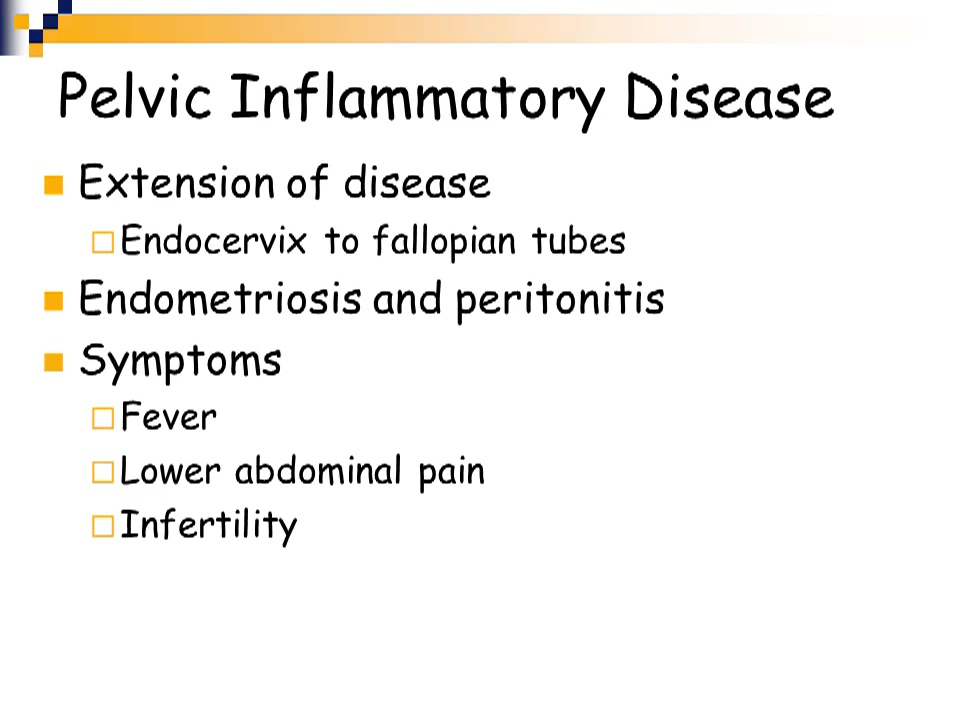 Pelvic Inflammatory Disease
Extension of disease
Endocervix to fallopian tubes
Endometriosis and peritonitis
Symptoms
Fever
Lower abdominal pain
Infertility